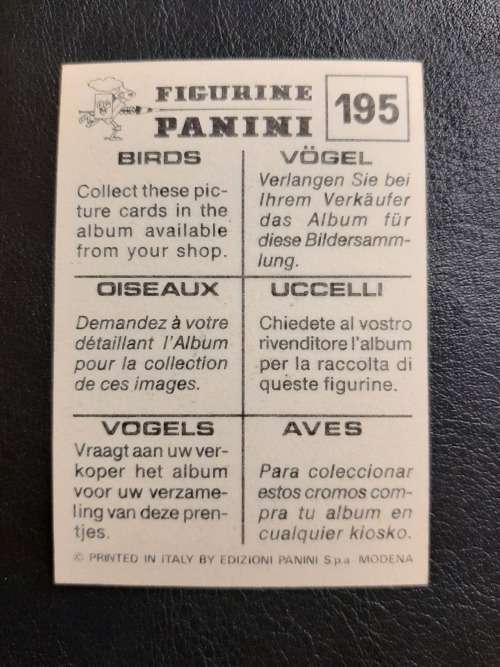 FIGURINE
PANINI
195
BIRDS
Collect these pic-
ture cards in the
album available
from your shop.
VÖGEL
Verlangen Sie bei
Ihrem Verkäufer
das Album für
diese Bildersamm-
lung.
OISEAUX
Demandez à votre
détaillant l'Album
pour la collection
de ces images.
UCCELLI
Chiedete al vostro
rivenditore l'album
per la raccolta di
queste figurine.
VOGELS
Vraagt aan uw ver-
koper het album
voor uw verzame-
ling van deze pren-
tjes.
AVES
Para coleccionar
estos cromos com-
pra tu album en
cualquier kiosko.
© PRINTED IN ITALY BY EDIZIONI PANINI S.p.a MODENA